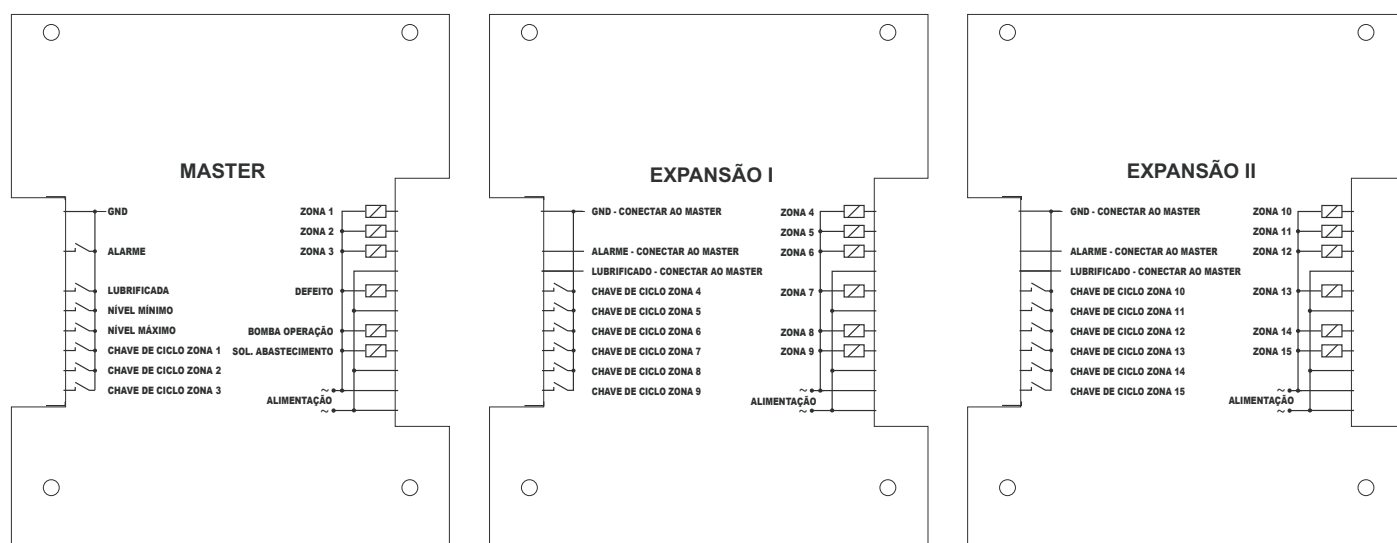 MASTER
GND
ALARME
LUBRIFICADA
NÍVEL MÍNIMO
NÍVEL MÁXIMO
CHAVE DE CICLO ZONA 1
CHAVE DE CICLO ZONA 2
CHAVE DE CICLO ZONA 3
ZONA 1
ZONA 2
ZONA 3
DEFEITO
BOMBA OPERAÇÃO
SOL. ABASTECIMENTO
~
ALIMENTAÇÃO
~
EXPANSÃO I
GND - CONECTAR AO MASTER
ALARME - CONECTAR AO MASTER
LUBRIFICADO - CONECTAR AO MASTER
CHAVE DE CICLO ZONA 4
CHAVE DE CICLO ZONA 5
CHAVE DE CICLO ZONA 6
CHAVE DE CICLO ZONA 7
CHAVE DE CICLO ZONA 8
CHAVE DE CICLO ZONA 9
ZONA 4
ZONA 5
ZONA 6
ZONA 7
ZONA 8
ZONA 9
~
ALIMENTAÇÃO
~
EXPANSÃO II
GND - CONECTAR AO MASTER
ALARME - CONECTAR AO MASTER
LUBRIFICADO - CONECTAR AO MASTER
CHAVE DE CICLO ZONA 10
CHAVE DE CICLO ZONA 11
CHAVE DE CICLO ZONA 12
CHAVE DE CICLO ZONA 13
CHAVE DE CICLO ZONA 14
CHAVE DE CICLO ZONA 15
ZONA 10
ZONA 11
ZONA 12
ZONA 13
ZONA 14
ZONA 15
~
ALIMENTAÇÃO
~